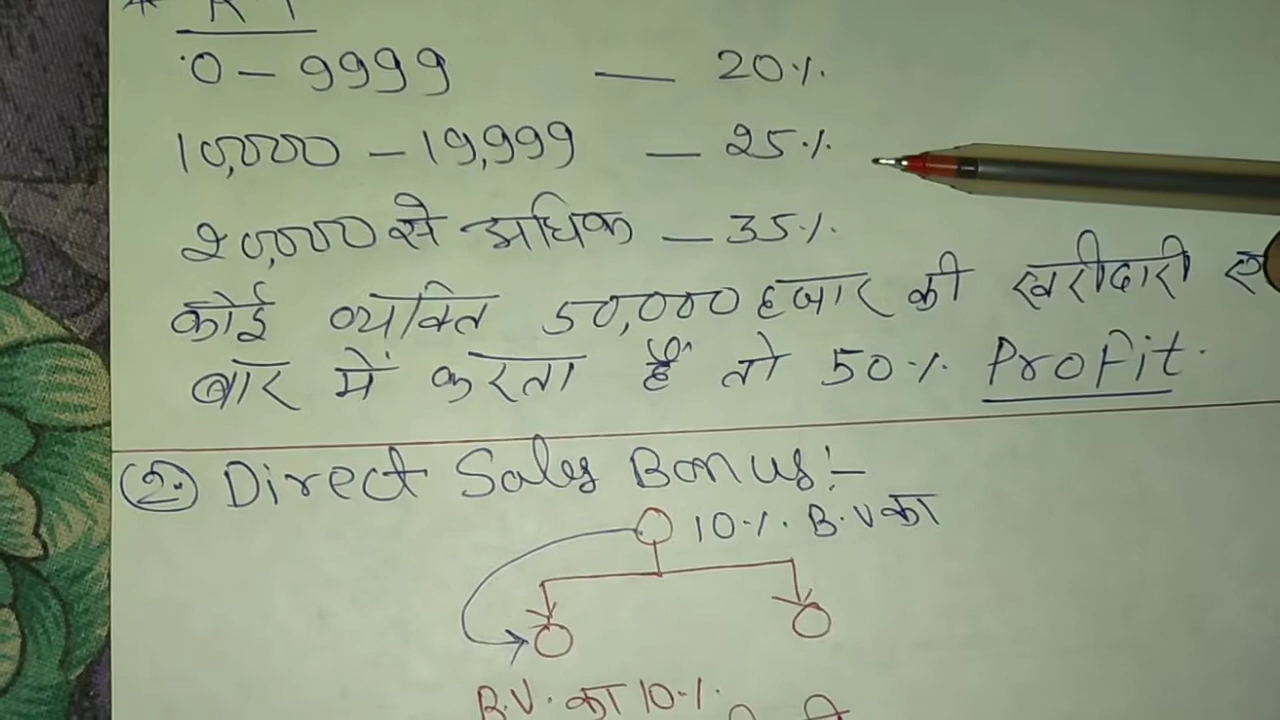 0 - 9999 — 20%
10,000 - 19,999 — 25%
20,000 से अधिक — 35%
कोई व्यक्ति 50,000 हजार की खरीदारी
बार में करता है तो 50% Profit.
(2.) Direct Sales Bonus:-
10% B.V का
B.V. का 10%.